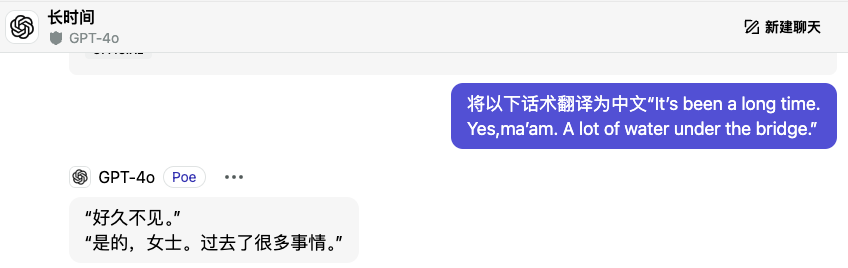 长时间
GPT-4o
新建聊天
将以下话术翻译为中文“It’s been a long time.
Yes,ma’am. A lot of water under the bridge.”
GPT-4o Poe
“好久不见。”
“是的，女士。过去了很多事情。”